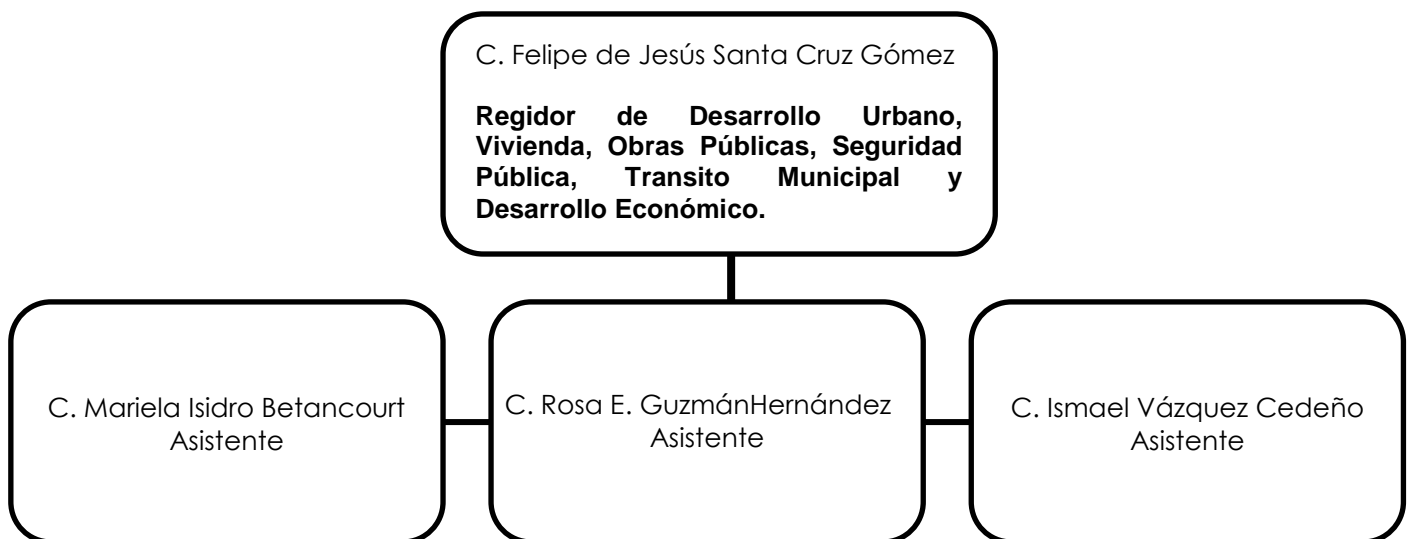 C. Felipe de Jesús Santa Cruz Gómez
Regidor de Desarrollo Urbano,
Vivienda, Obras Públicas, Seguridad
Pública, Transito Municipal y
Desarrollo Económico.
C. Mariela Isidro Betancourt
Asistente
C. Rosa E. GuzmánHernández
Asistente
C. Ismael Vázquez Cedeño
Asistente